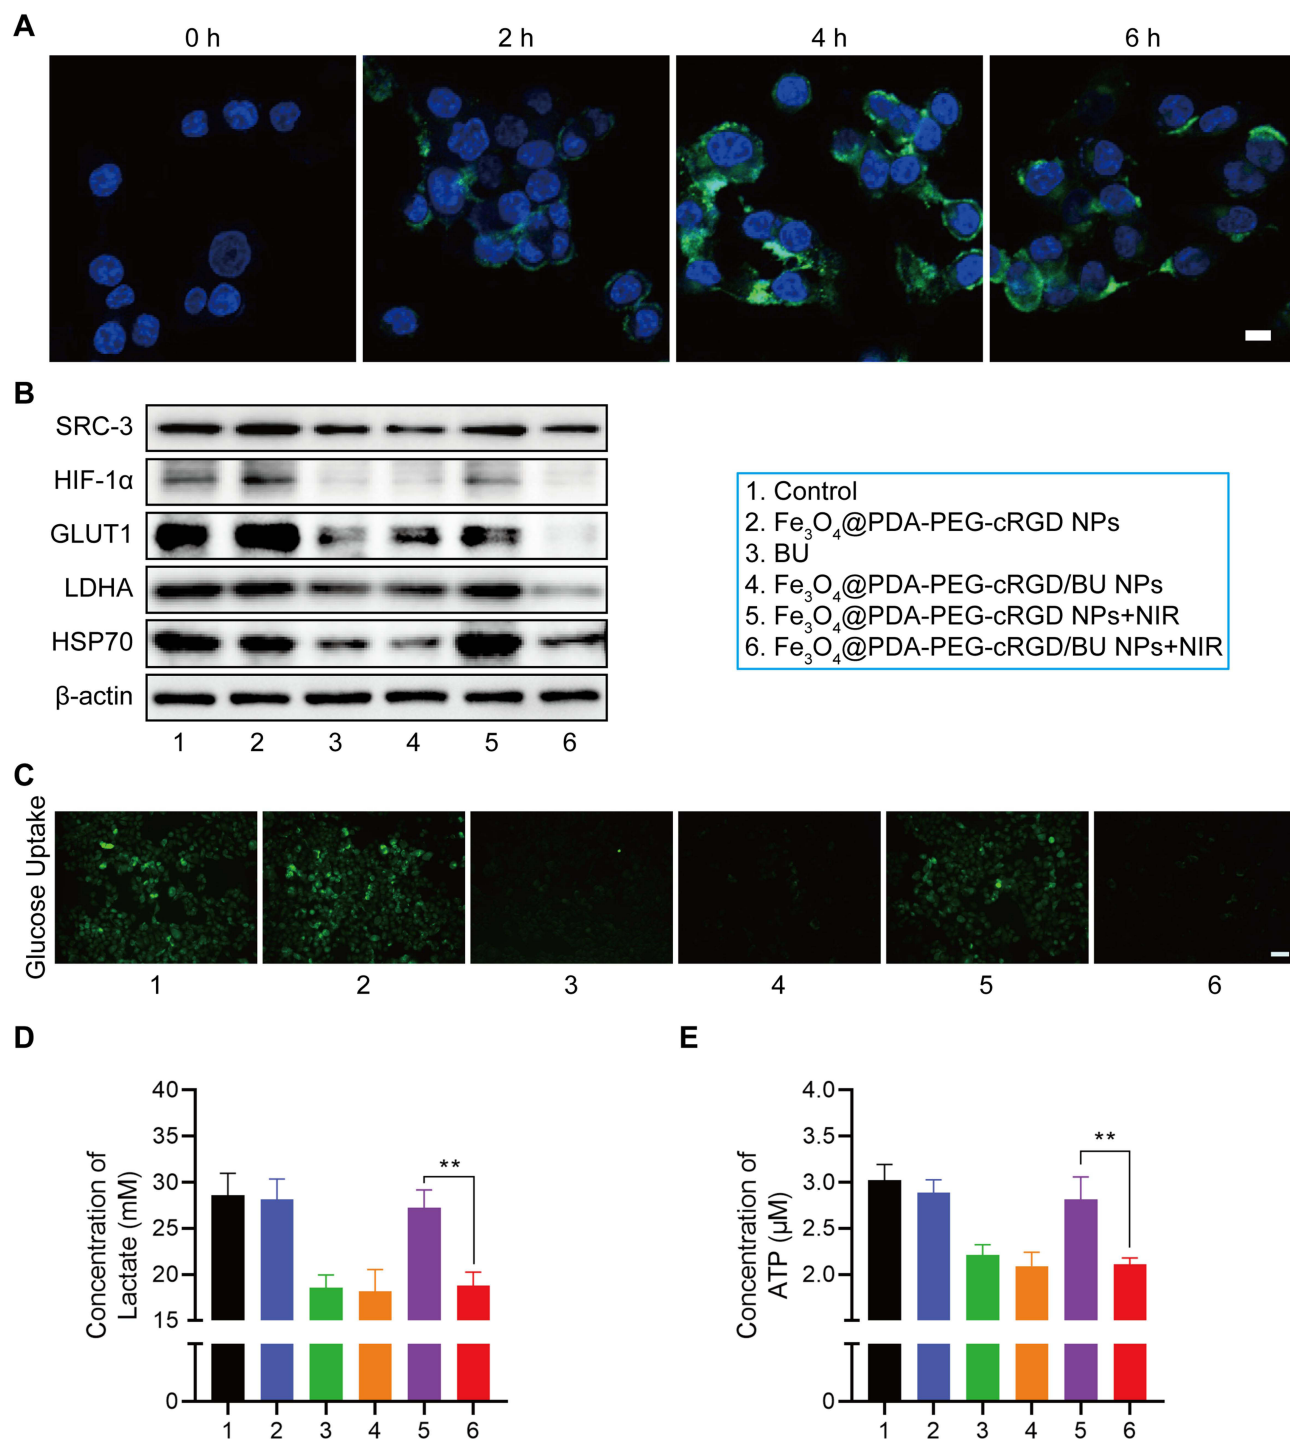 A
0 h 2 h 4 h 6 h
B
SRC-3
HIF-1α
GLUT1
LDHA
HSP70
β-actin
1 2 3 4 5 6
1. Control
2. Fe3O4@PDA-PEG-cRGD NPs
3. BU
4. Fe3O4@PDA-PEG-cRGD/BU NPs
5. Fe3O4@PDA-PEG-cRGD NPs+NIR
6. Fe3O4@PDA-PEG-cRGD/BU NPs+NIR
C
Glucose Uptake
1 2 3 4 5 6
D
Concentration of
Lactate (mM)
40
35
30
25
20
15
0
**
1 2 3 4 5 6
E
Concentration of
ATP (μM)
4.0
3.5
3.0
2.5
2.0
0
**
1 2 3 4 5 6